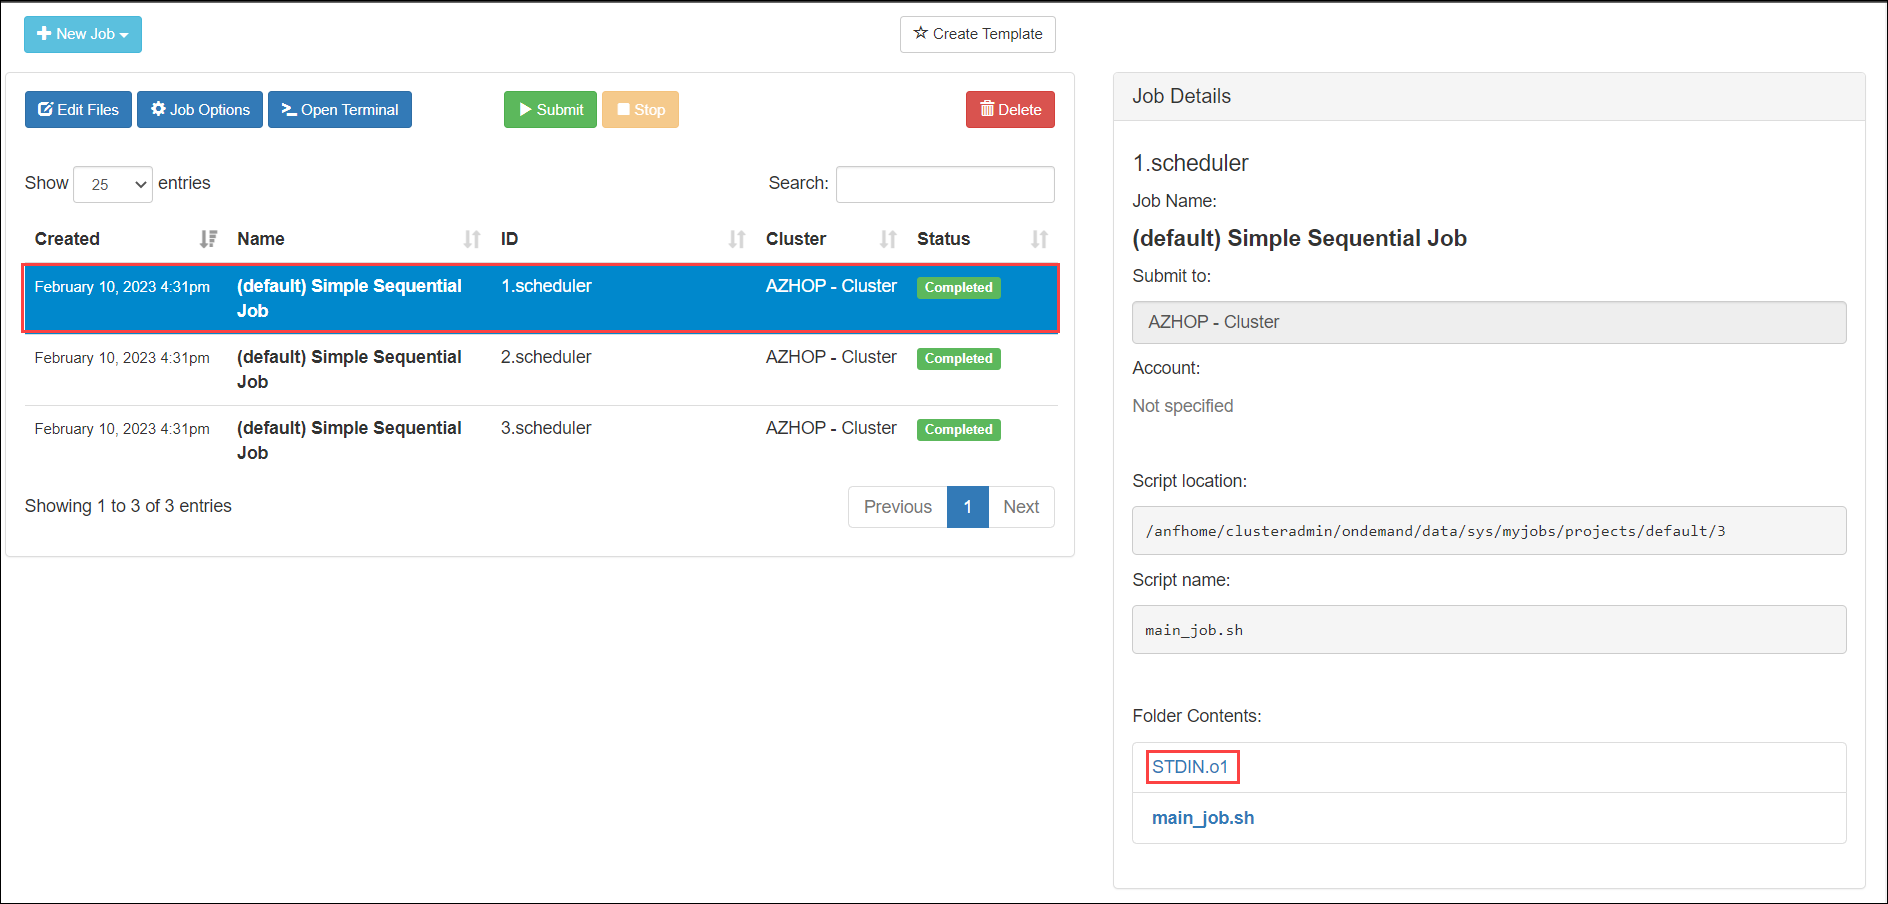 New Job
Create Template
Edit Files Job Options Open Terminal Submit Stop Delete
Show 25 entries Search:
Created Name ID Cluster Status
February 10, 2023 4:31pm (default) Simple Sequential 1.scheduler AZHOP - Cluster Completed
Job
February 10, 2023 4:31pm (default) Simple Sequential 2.scheduler AZHOP - Cluster Completed
Job
February 10, 2023 4:31pm (default) Simple Sequential 3.scheduler AZHOP - Cluster Completed
Job
Showing 1 to 3 of 3 entries Previous 1 Next
Job Details
1.scheduler
Job Name:
(default) Simple Sequential Job
Submit to:
AZHOP - Cluster
Account:
Not specified
Script location:
/anfhome/clusteradmin/ondemand/data/sys/myjobs/projects/default/3
Script name:
main_job.sh
Folder Contents:
STDIN.o1
main_job.sh